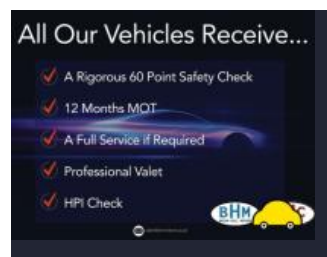 All Our Vehicles Receive...
A Rigorous 60 Point Safety Check
12 Months MOT
A Full Service if Required
Professional Valet
HPI Check
BHM
C